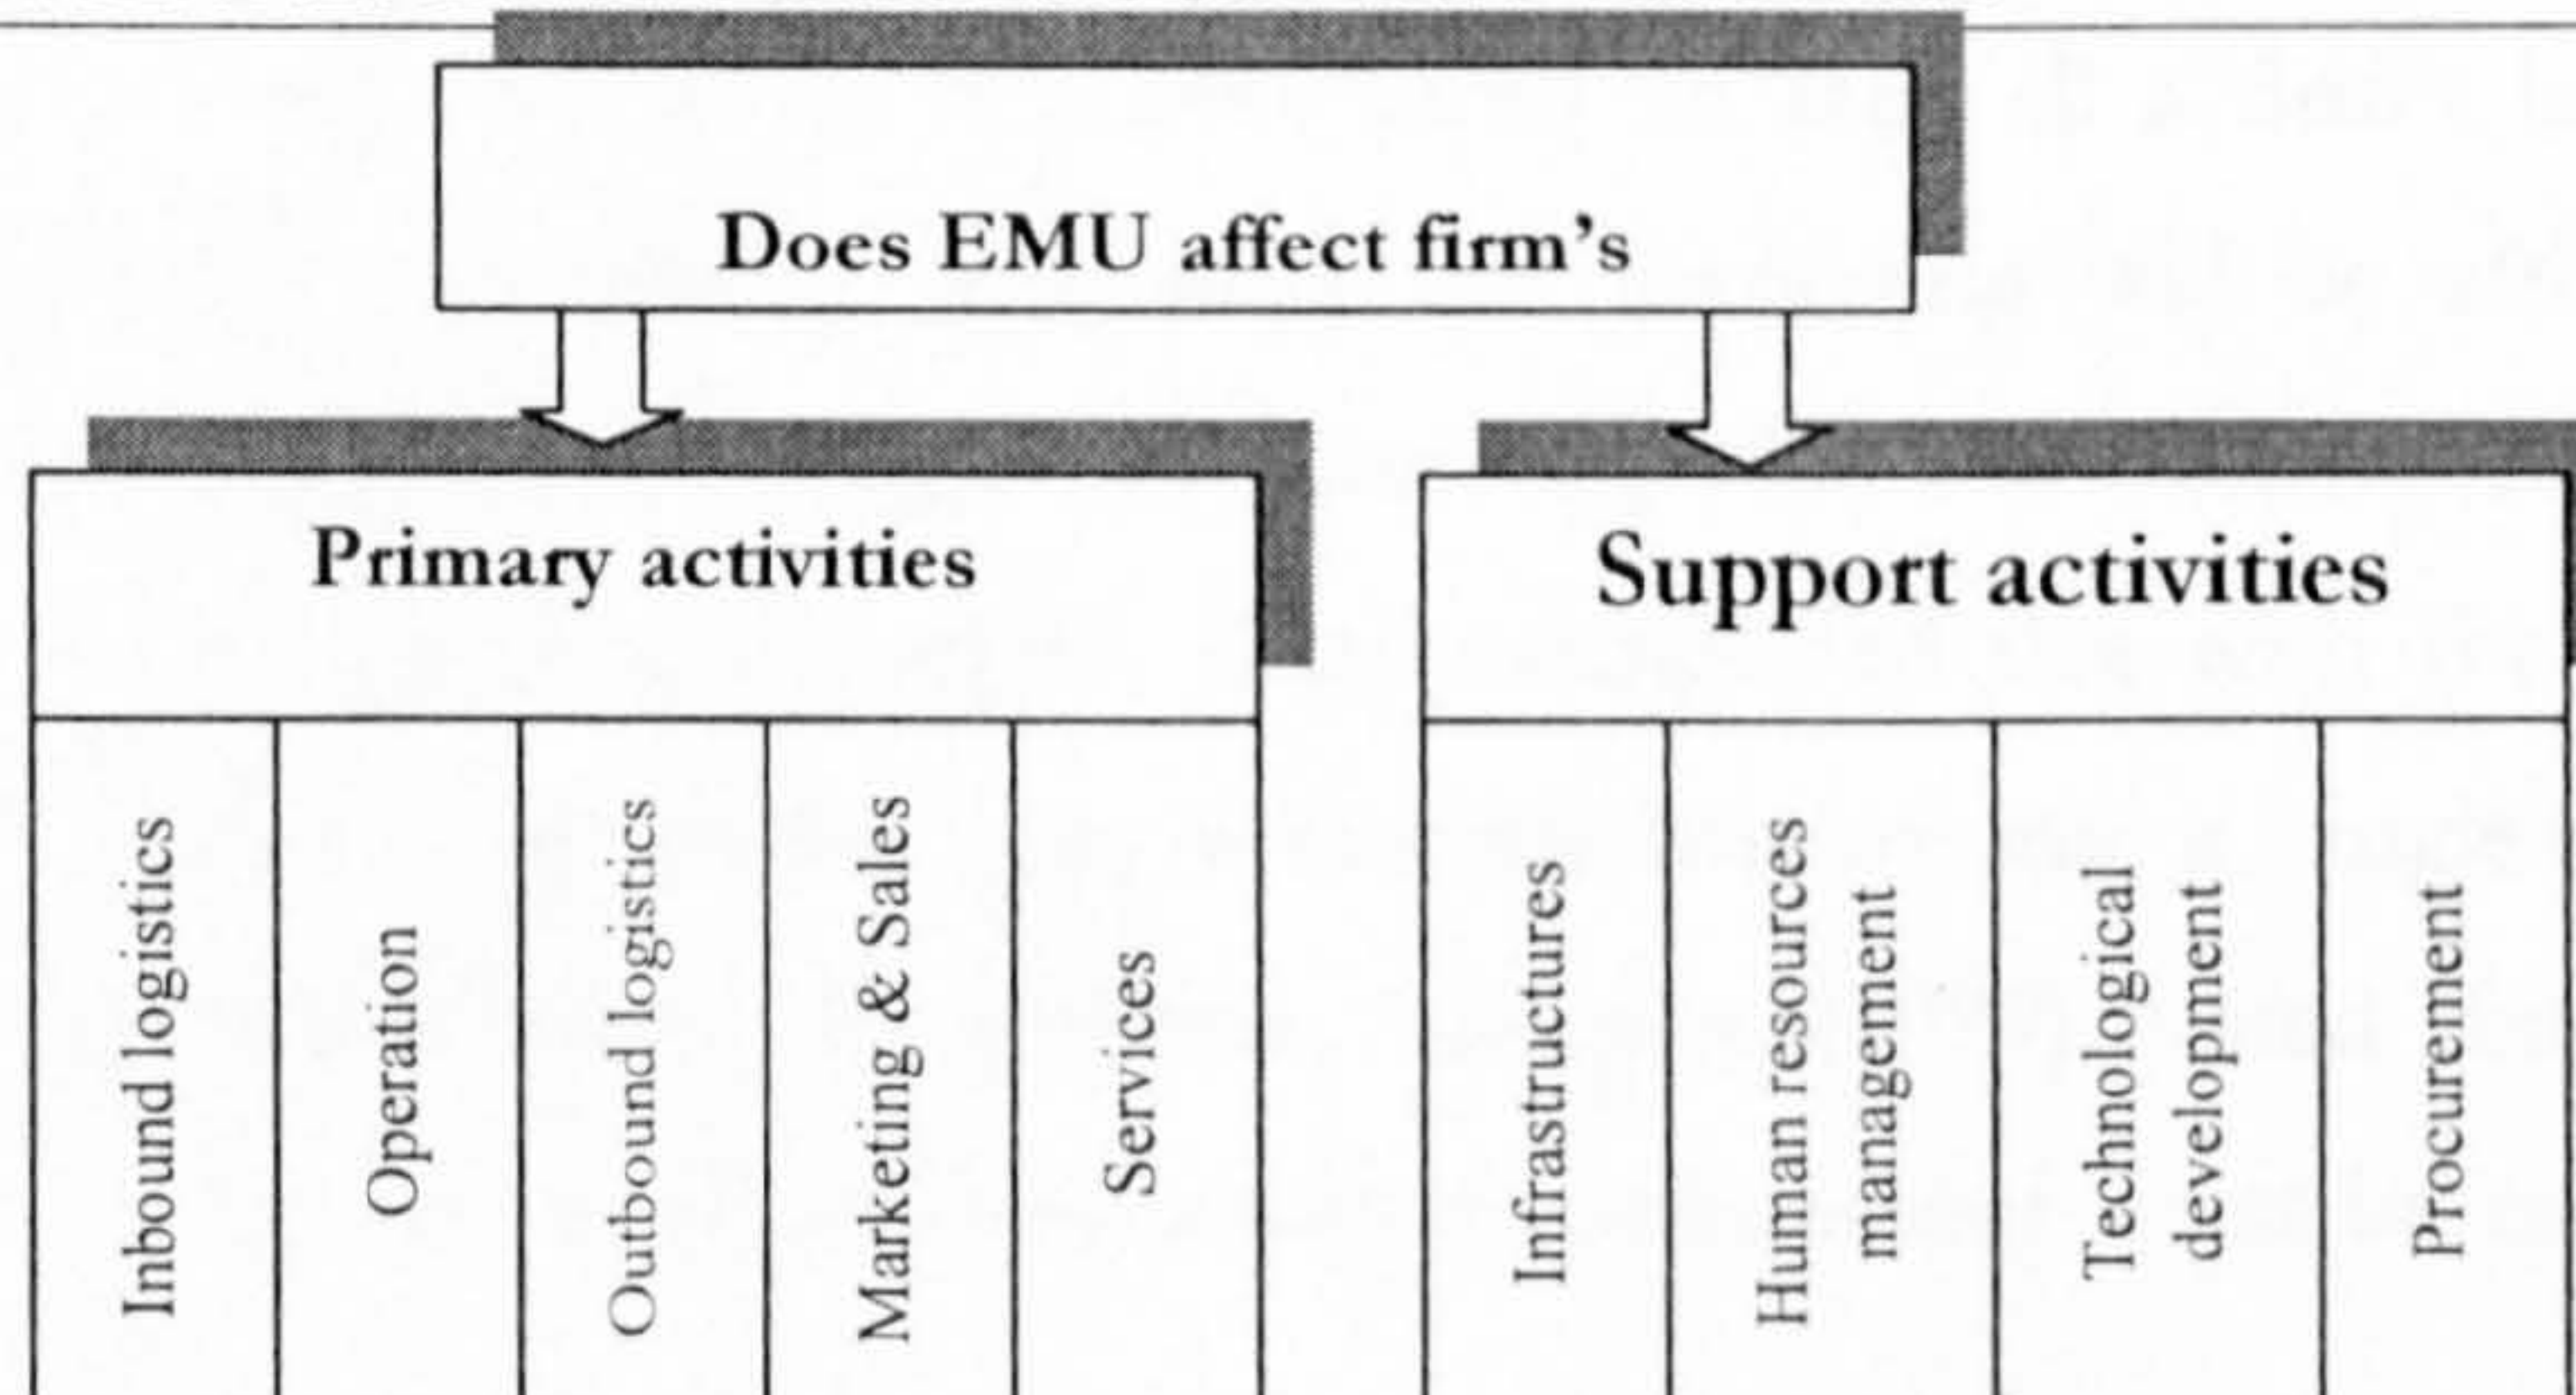 Does EMU affect firm's
Primary activities
Support activities
Inbound logistics
Operation
Outbound logistics
Marketing & Sales
Services
Infrastructures
Human resources
management
Technological
development
Procurement